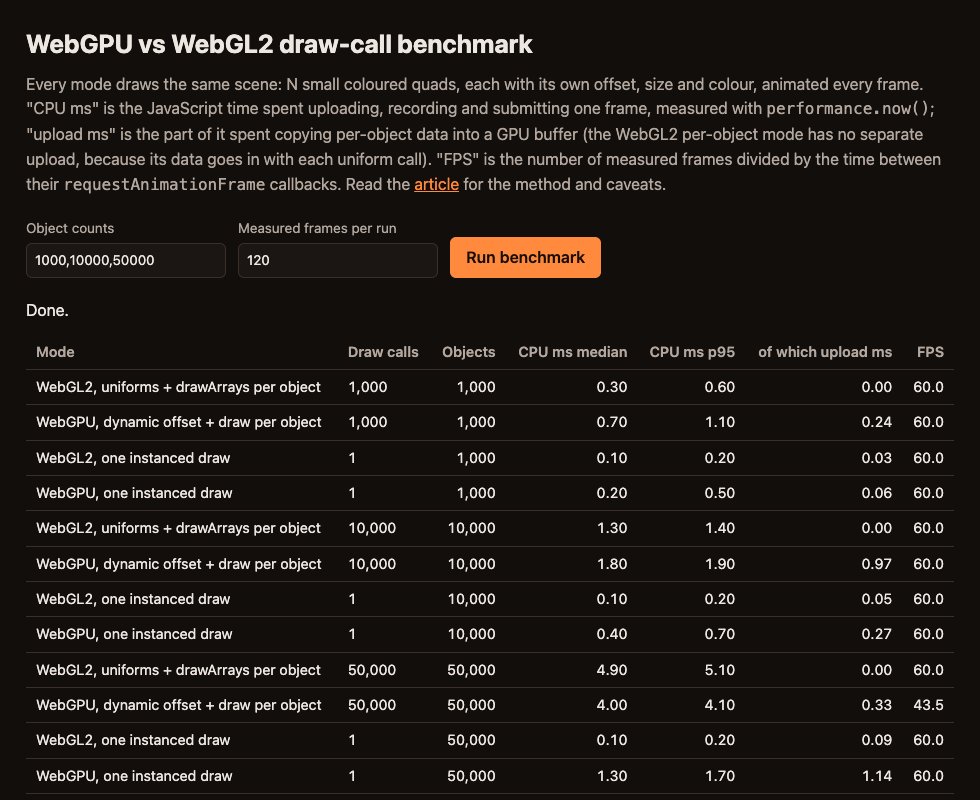 WebGPU vs WebGL2 draw-call benchmark
Every mode draws the same scene: N small coloured quads, each with its own offset, size and colour, animated every frame.
"CPU ms" is the JavaScript time spent uploading, recording and submitting one frame, measured with performance.now();
"upload ms" is the part of it spent copying per-object data into a GPU buffer (the WebGL2 per-object mode has no separate
upload, because its data goes in with each uniform call). "FPS" is the number of measured frames divided by the time between
their requestAnimationFrame callbacks. Read the article for the method and caveats.
Object counts Measured frames per run
1000,10000,50000 120 Run benchmark
Done.
Mode Draw calls Objects CPU ms median CPU ms p95 of which upload ms FPS
WebGL2, uniforms + drawArrays per object 1,000 1,000 0.30 0.60 0.00 60.0
WebGPU, dynamic offset + draw per object 1,000 1,000 0.70 1.10 0.24 60.0
WebGL2, one instanced draw 1 1,000 0.10 0.20 0.03 60.0
WebGPU, one instanced draw 1 1,000 0.20 0.50 0.06 60.0
WebGL2, uniforms + drawArrays per object 10,000 10,000 1.30 1.40 0.00 60.0
WebGPU, dynamic offset + draw per object 10,000 10,000 1.80 1.90 0.97 60.0
WebGL2, one instanced draw 1 10,000 0.10 0.20 0.05 60.0
WebGPU, one instanced draw 1 10,000 0.40 0.70 0.27 60.0
WebGL2, uniforms + drawArrays per object 50,000 50,000 4.90 5.10 0.00 60.0
WebGPU, dynamic offset + draw per object 50,000 50,000 4.00 4.10 0.33 43.5
WebGL2, one instanced draw 1 50,000 0.10 0.20 0.09 60.0
WebGPU, one instanced draw 1 50,000 1.30 1.70 1.14 60.0